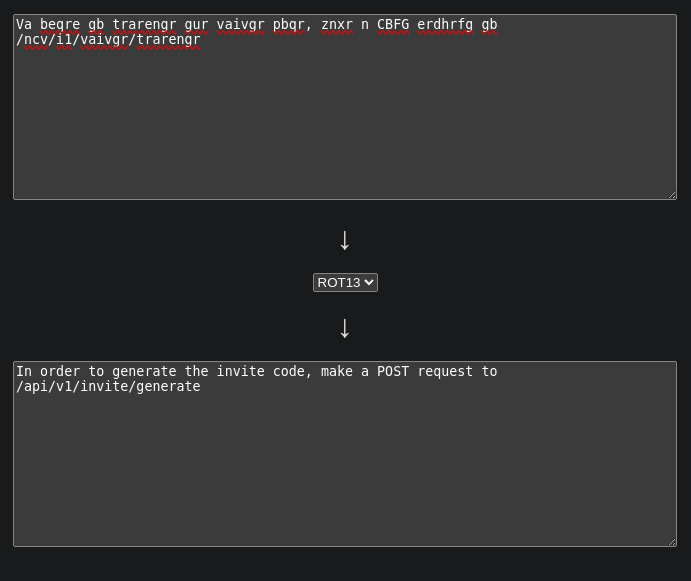 Va beqre gb trarengr gur vaivgr pbqr, znxr n CBFG erdhrfg gb
/ncv/i1/vaivgr/trarengr
↓
ROT13
↓
In order to generate the invite code, make a POST request to
/api/v1/invite/generate